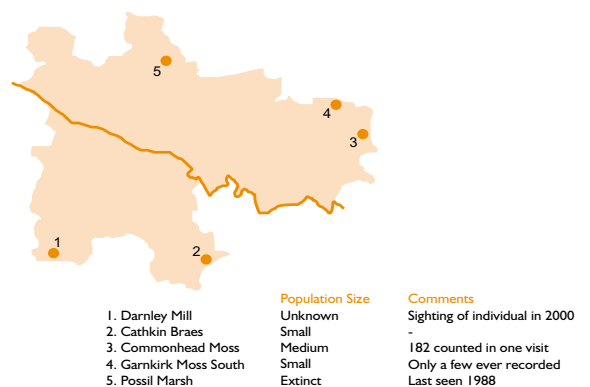 5
4
3
1
2
Population Size Comments
1. Darnley Mill Unknown Sighting of individual in 2000
2. Cathkin Braes Small -
3. Commonhead Moss Medium 182 counted in one visit
4. Garnkirk Moss South Small Only a few ever recorded
5. Possil Marsh Extinct Last seen 1988